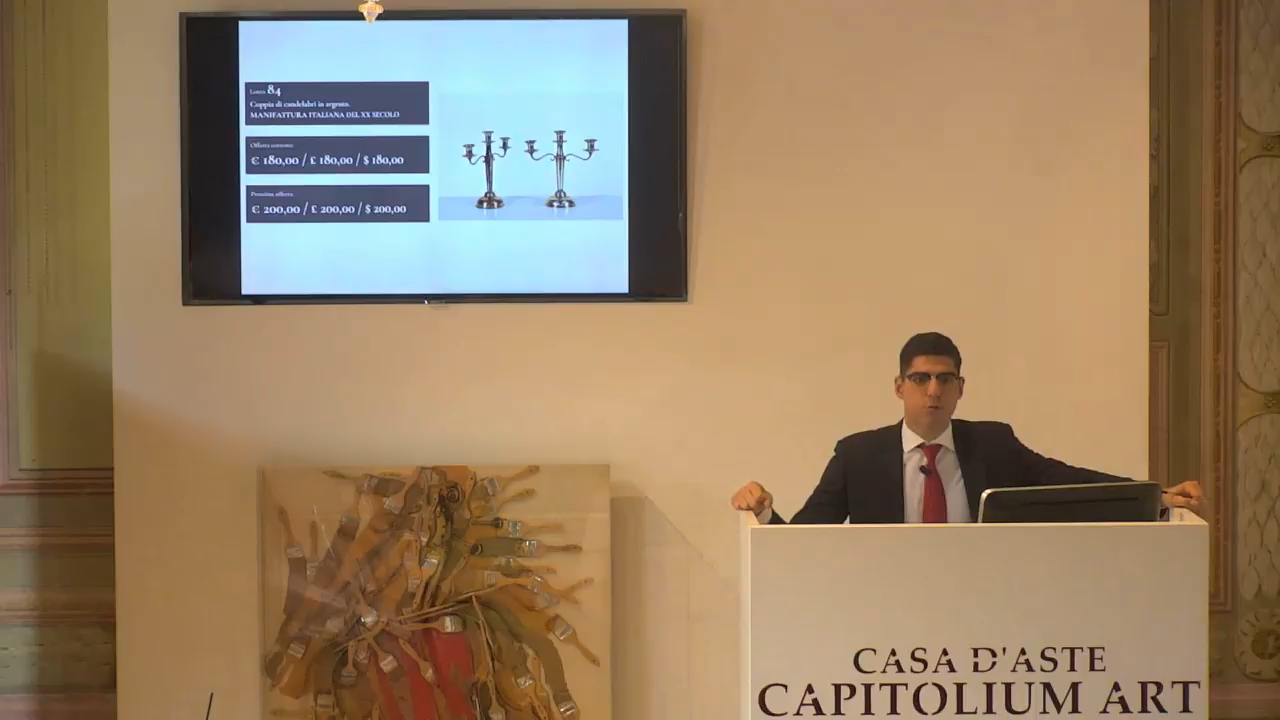 Lotto 84
Coppia di candelabri in argento.
MANIFATTURA ITALIANA DEL XX SECOLO
Offerta corrente:
€ 180,00 / £ 180,00 / $ 180,00
Prossima offerta:
€ 200,00 / £ 200,00 / $ 200,00
CASA D'ASTE
CAPITOLIUM ART